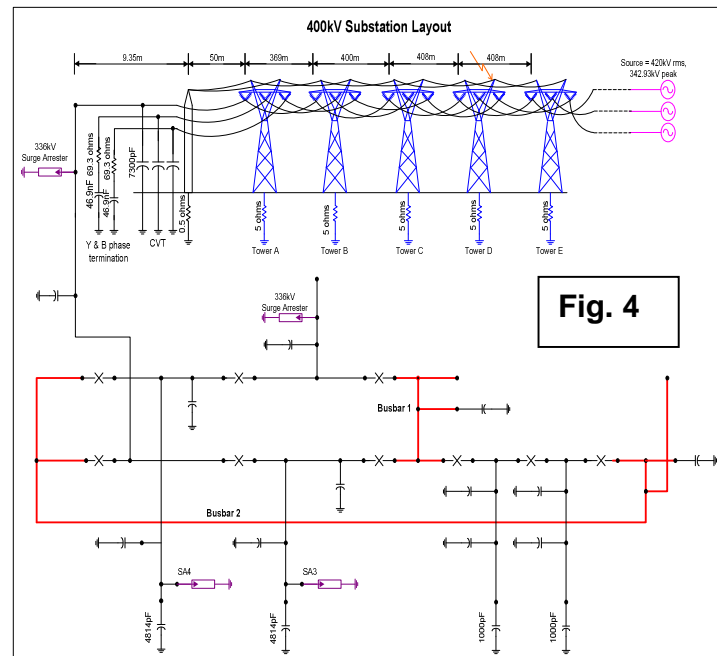 400kV Substation Layout
9.35m 50m 369m 400m 408m 408m
Source = 420kV rms,
342.93kV peak
336kV
Surge Arrester
69.3 ohms
46.9nF
69.3 ohms
46.9nF
7300pF
0.5 ohms
5 ohms
5 ohms
5 ohms
5 ohms
5 ohms
Y & B phase
termination
CVT
Tower A
Tower B
Tower C
Tower D
Tower E
336kV
Surge Arrester
Fig. 4
Busbar 1
Busbar 2
SA4
SA3
4814pF
4814pF
1000pF
1000pF